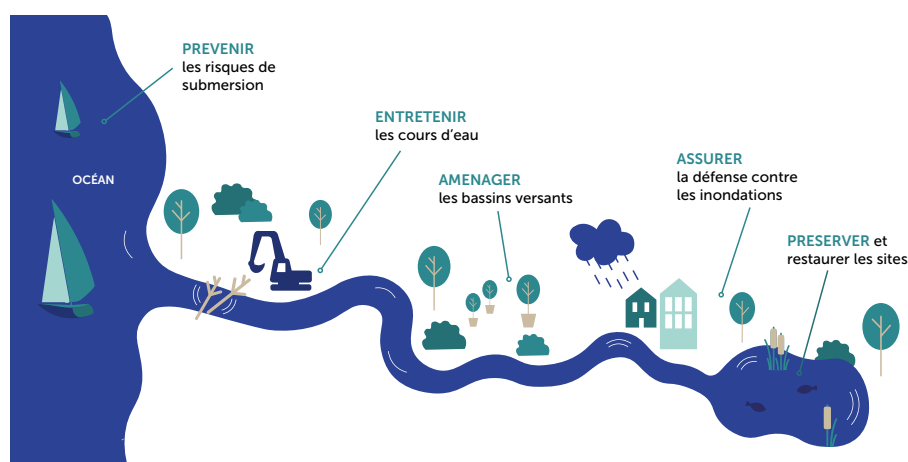 PREVENIR
les risques de
submersion
ENTRETENIR
les cours d'eau
OCÉAN
AMENAGER
les bassins versants
ASSURER
la défense contre
les inondations
PRESERVER et
restaurer les sites